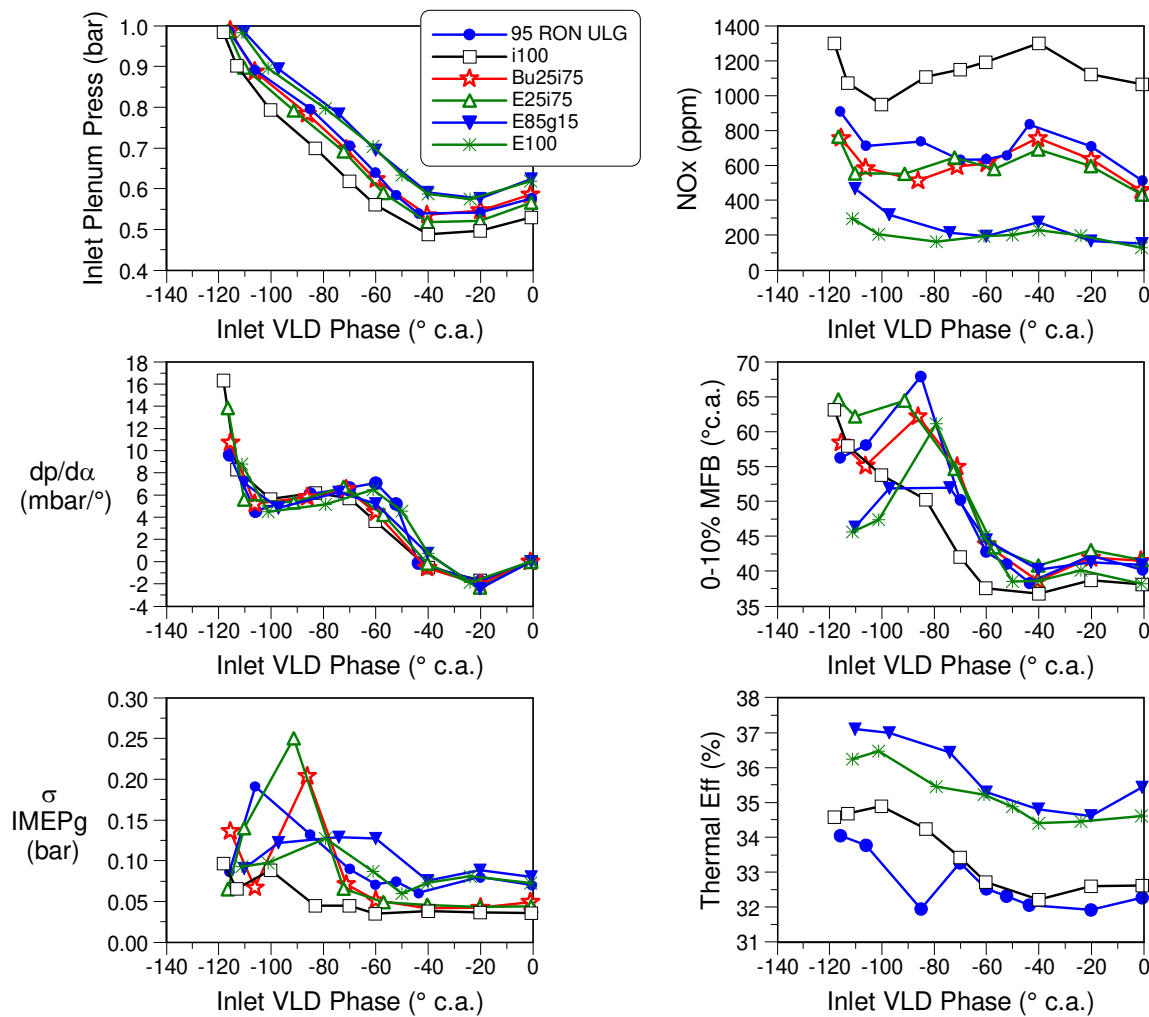 Inlet Plenum Press (bar)
1.0
0.9
0.8
0.7
0.6
0.5
0.4
-140 -120 -100 -80 -60 -40 -20 0
Inlet VLD Phase (° c.a.)
95 RON ULG
i100
Bu25i75
E25i75
E85g15
E100
NOx (ppm)
1400
1200
1000
800
600
400
200
0
-140 -120 -100 -80 -60 -40 -20 0
Inlet VLD Phase (° c.a.)
dp/dα
(mbar/°)
18
16
14
12
10
8
6
4
2
0
-2
-4
-140 -120 -100 -80 -60 -40 -20 0
Inlet VLD Phase (° c.a.)
0-10% MFB (°c.a.)
70
65
60
55
50
45
40
35
-140 -120 -100 -80 -60 -40 -20 0
Inlet VLD Phase (° c.a.)
σ
IMEPg
(bar)
0.30
0.25
0.20
0.15
0.10
0.05
0.00
-140 -120 -100 -80 -60 -40 -20 0
Inlet VLD Phase (° c.a.)
Thermal Eff (%)
38
37
36
35
34
33
32
31
-140 -120 -100 -80 -60 -40 -20 0
Inlet VLD Phase (° c.a.)